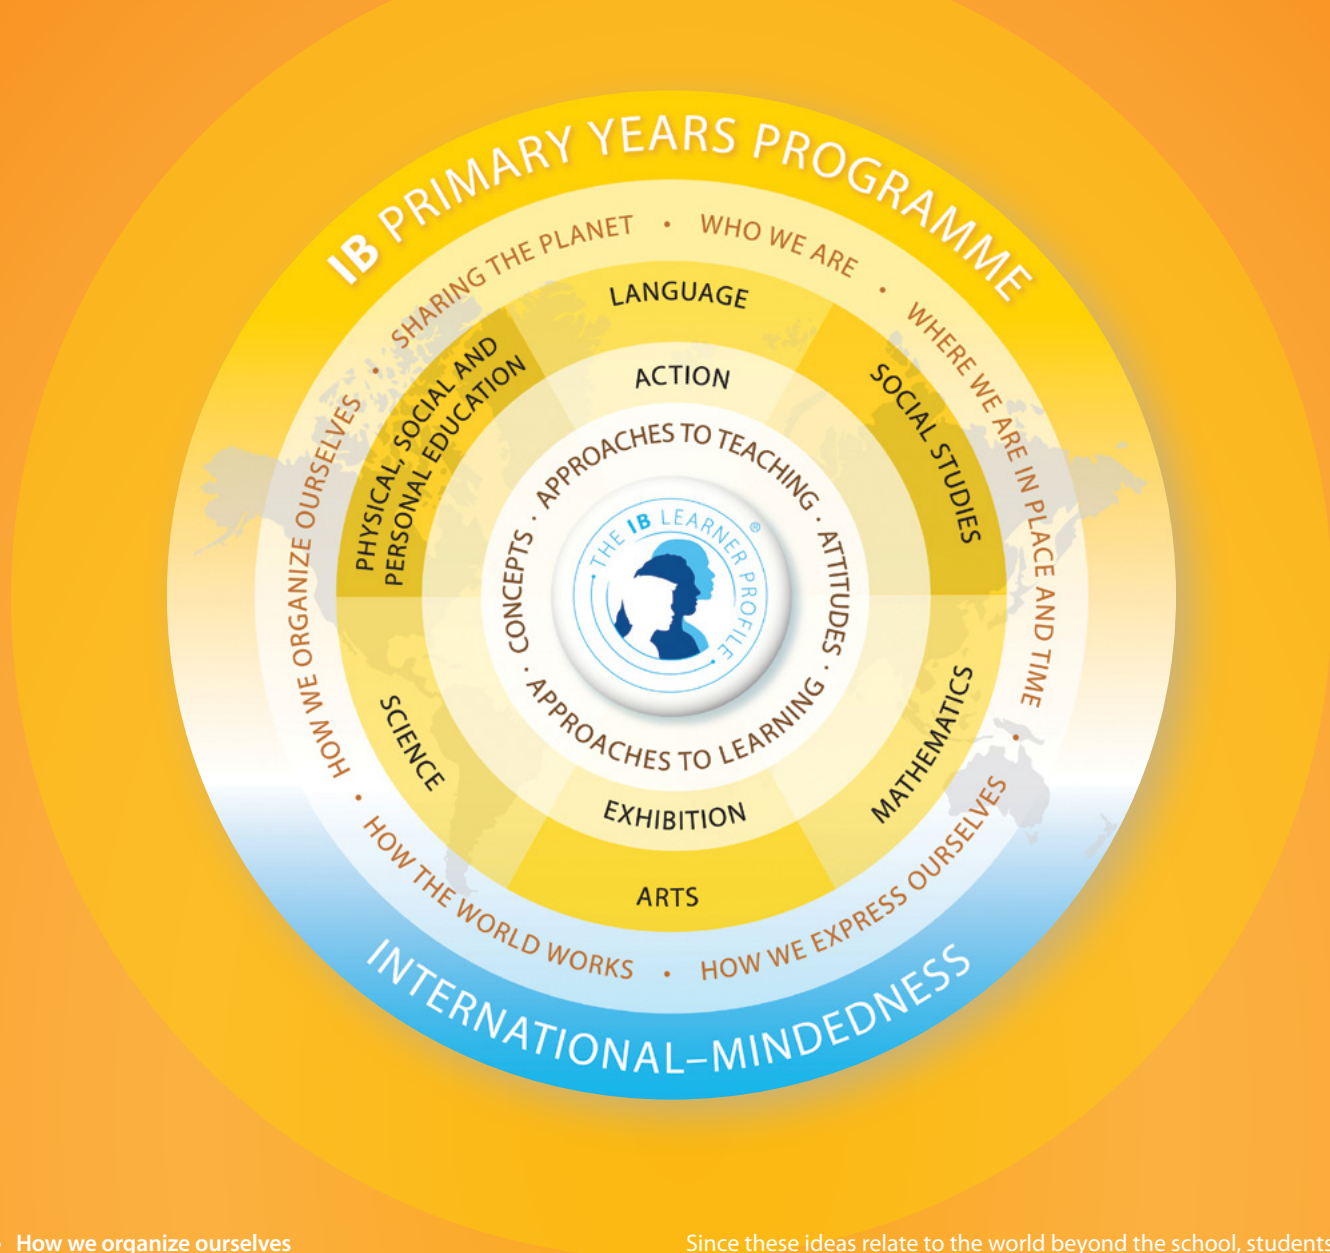 IB PRIMARY YEARS PROGRAMME
SHARING THE PLANET • WHO WE ARE • WHERE WE ARE IN PLACE AND TIME • HOW WE EXPRESS OURSELVES • HOW THE WORLD WORKS • HOW WE ORGANIZE OURSELVES •
LANGUAGE
SOCIAL STUDIES
MATHEMATICS
ARTS
SCIENCE
PHYSICAL, SOCIAL AND
PERSONAL EDUCATION
ACTION
EXHIBITION
APPROACHES TO TEACHING · ATTITUDES · APPROACHES TO LEARNING · CONCEPTS ·
• THE IB LEARNER PROFILE • ®
INTERNATIONAL–MINDEDNESS
• How we organize ourselves
Since these ideas relate to the world beyond the school, students